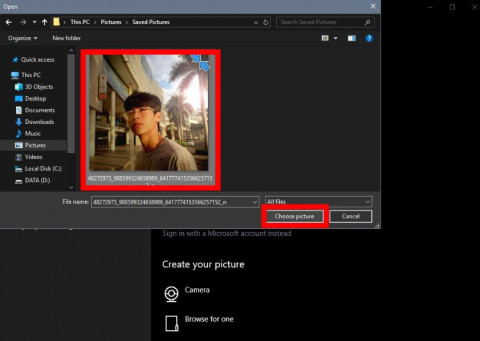 Open
This PC
Pictures
Saved Pictures
Search Saved Pictures
Organize
New folder
Quick access
This PC
3D Objects
Desktop
Documents
Downloads
Music
Pictures
Videos
Local Disk (C:)
DATA (D:)
File name:
48272973_988399324658989_6417774153566257152_n
All files
Choose picture
Cancel
Sign in with a Microsoft account instead
Create your picture
Camera
Browse for one